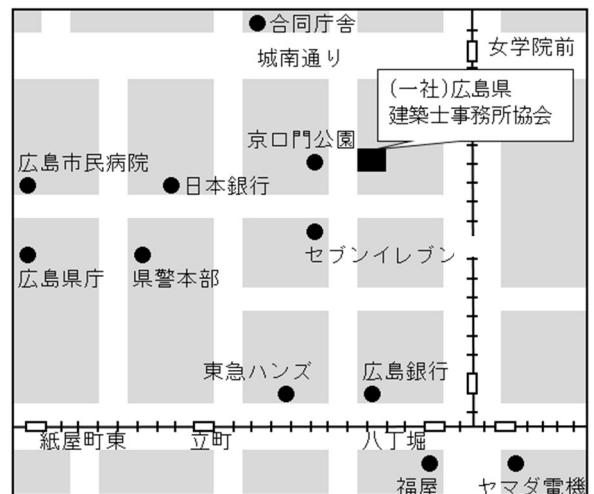 合同庁舎
女学院前
城南通り
(一社)広島県
建築士事務所協会
京口門公園
広島市民病院
日本銀行
セブンイレブン
広島県庁
県警本部
東急ハンズ
広島銀行
紙屋町東
立町
八丁堀
福屋
ヤマダ電機